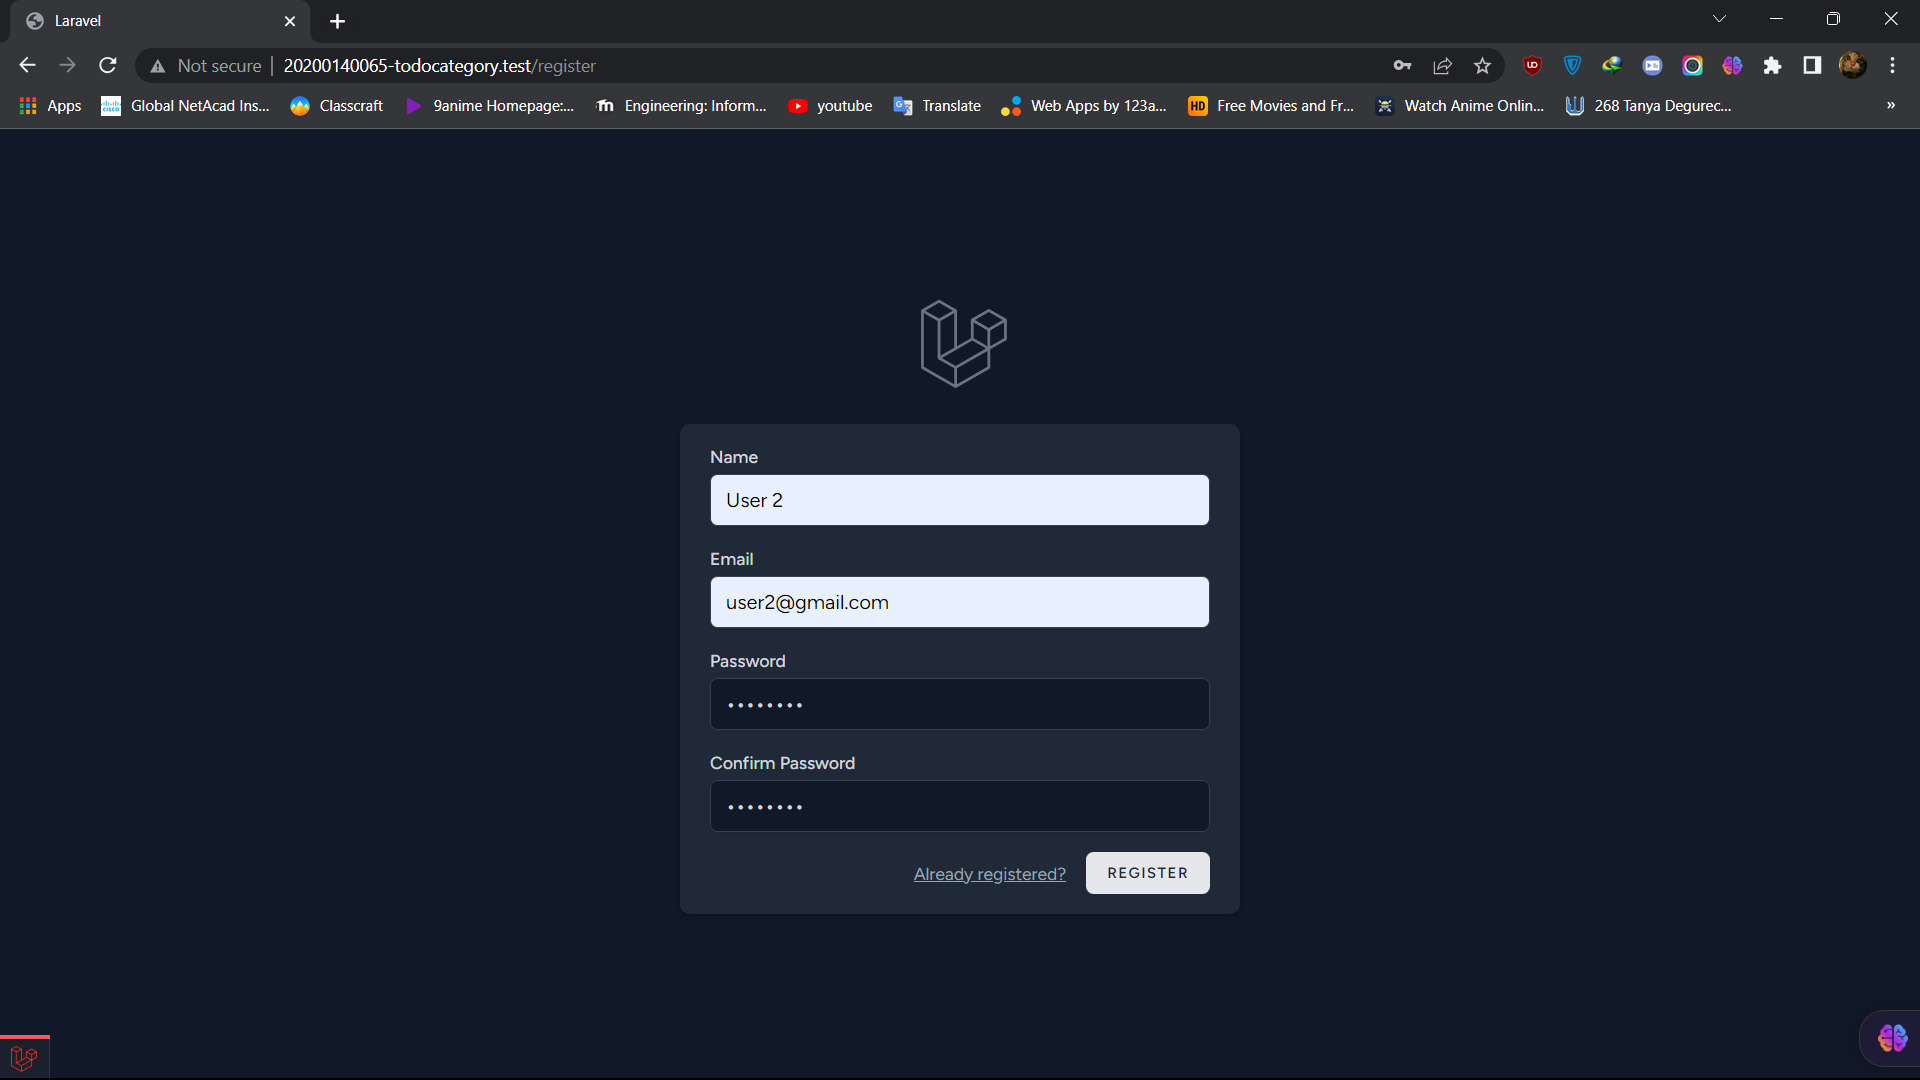 Laravel
Not secure | 20200140065-todocategory.test/register
Apps Global NetAcad Ins... Classcraft 9anime Homepage:... Engineering: Inform... youtube Translate Web Apps by 123a... Free Movies and Fr... Watch Anime Onlin... 268 Tanya Degurec... »
Name
User 2
Email
user2@gmail.com
Password
••••••••
Confirm Password
••••••••
Already registered? REGISTER